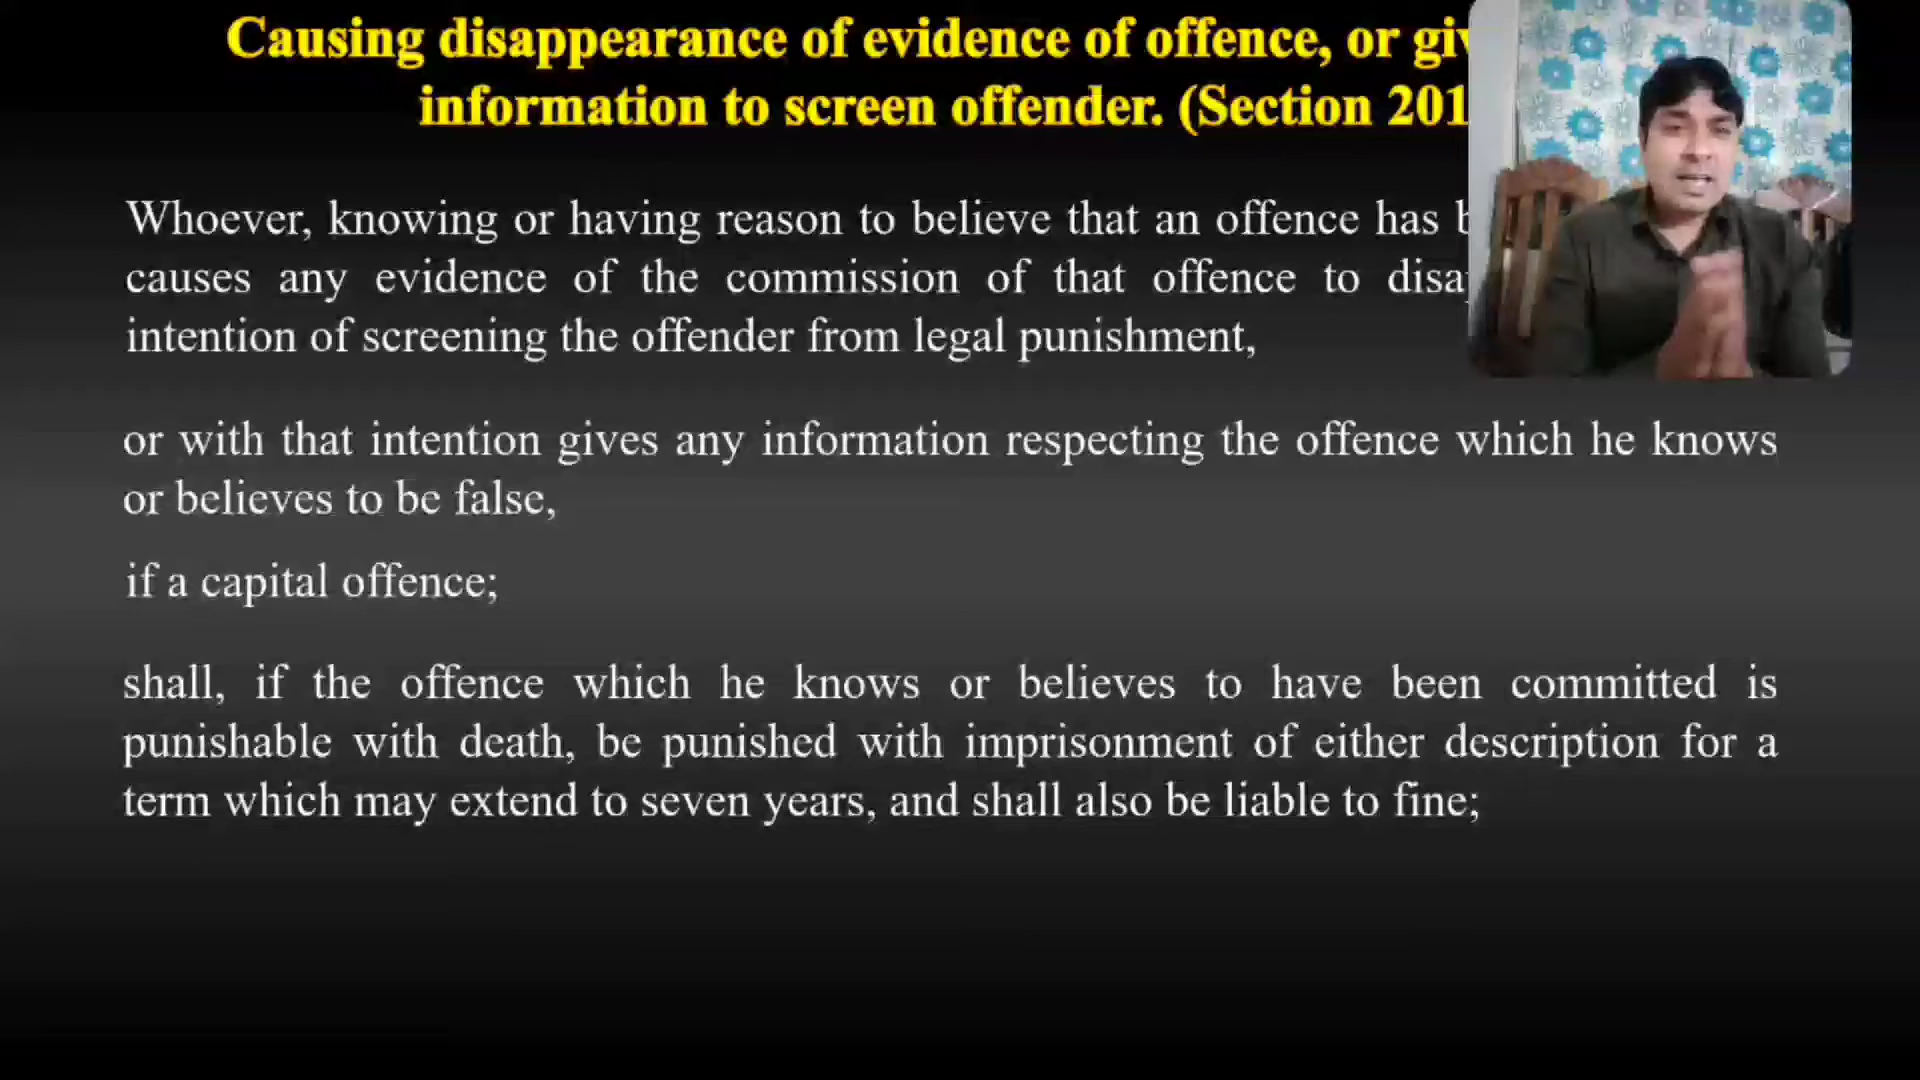 Causing disappearance of evidence of offence, or
information to screen offender. (Section 201
Whoever, knowing or having reason to believe that an offence has
causes any evidence of the commission of that offence to
intention of screening the offender from legal punishment,
or with that intention gives any information respecting the offence which he knows
or believes to be false,
if a capital offence;
shall, if the offence which he knows or believes to have been committed is
punishable with death, be punished with imprisonment of either description for a
term which may extend to seven years, and shall also be liable to fine;